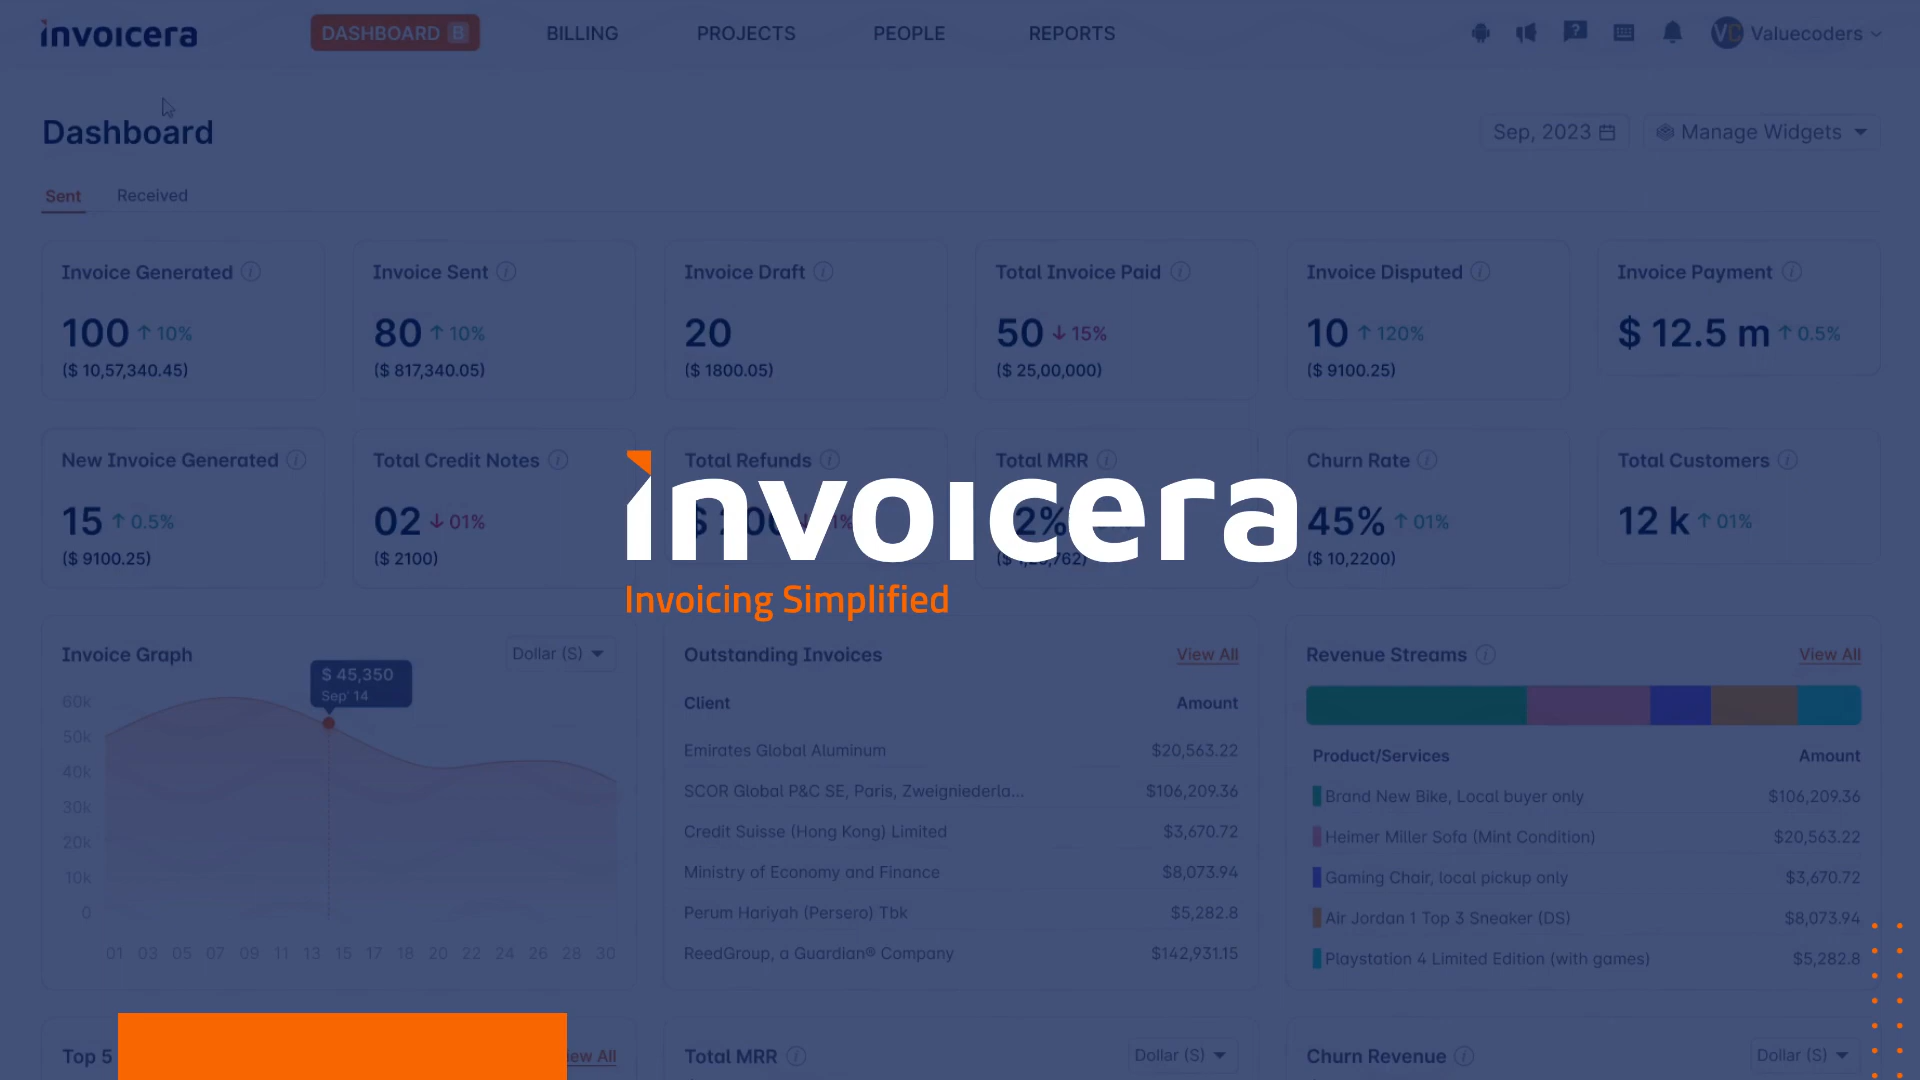 invoicera DASHBOARD B BILLING PROJECTS PEOPLE REPORTS ? VC Valuecoders
Dashboard Sep, 2023 Manage Widgets
Sent Received
Invoice Generated Invoice Sent Invoice Draft Total Invoice Paid Invoice Disputed Invoice Payment
100 ↑ 10% 80 ↑ 10% 20 50 ↓ 15% 10 ↑ 120% $ 12.5 m ↑ 0.5%
($ 10,57,340.45) ($ 817,340.05) ($ 1800.05) ($ 25,00,000) ($ 9100.25)
New Invoice Generated Total Credit Notes Total Refunds Total MRR Churn Rate Total Customers
15 ↑ 0.5% 02 ↓ 01% 45% ↑ 01% 12 k ↑ 01%
($ 9100.25) ($ 2100) ($ 10,2200)
invoicera
Invoicing Simplified
Invoice Graph Dollar (S)
$ 45,350
Sep' 14
60k
50k
40k
30k
20k
10k
0
01 03 05 07 09 11 13 15 17 18 20 22 24 26 28 30
Outstanding Invoices View All
Client Amount
Emirates Global Aluminum $20,563.22
SCOR Global P&C SE, Paris, Zweigniederla... $106,209.36
Credit Suisse (Hong Kong) Limited $3,670.72
Ministry of Economy and Finance $8,073.94
Perum Hariyah (Persero) Tbk $5,282.8
ReedGroup, a Guardian® Company $142,931.15
Revenue Streams View All
Product/Services Amount
Brand New Bike, Local buyer only $106,209.36
Heimer Miller Sofa (Mint Condition) $20,563.22
Gaming Chair, local pickup only $3,670.72
Air Jordan 1 Top 3 Sneaker (DS) $8,073.94
Playstation 4 Limited Edition (with games) $5,282.8
Top 5 All Total MRR Dollar (S) Churn Revenue Dollar (S)